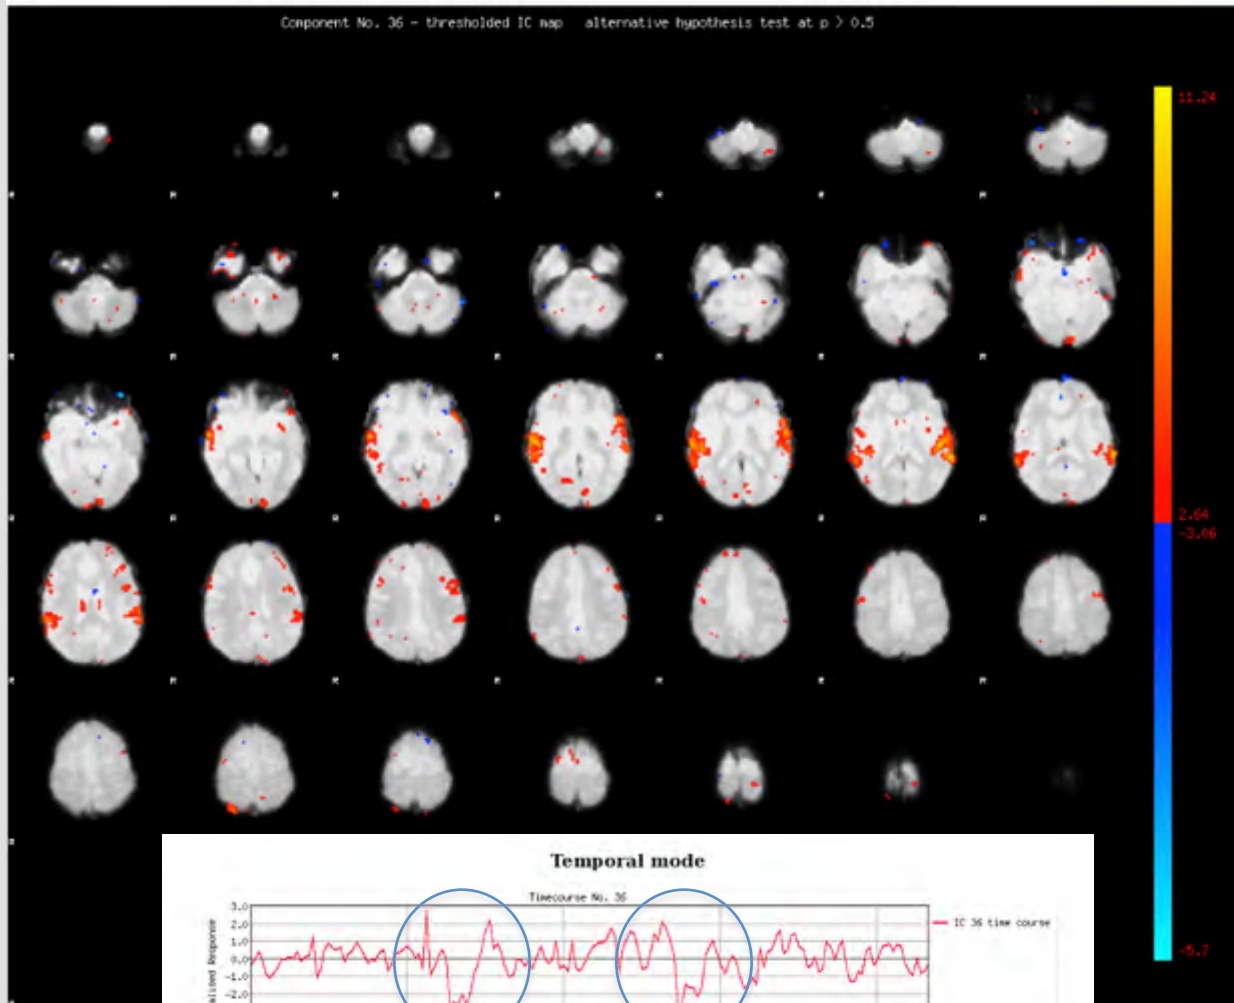 Component No. 36 - thresholded IC map   alternative hypothesis test at p > 0.5
11.24
2.64
-3.06
-5.7
Temporal mode
Timecourse No. 36
3.0
2.0
1.0
0.0
-1.0
-2.0
Response
IC 36 time course